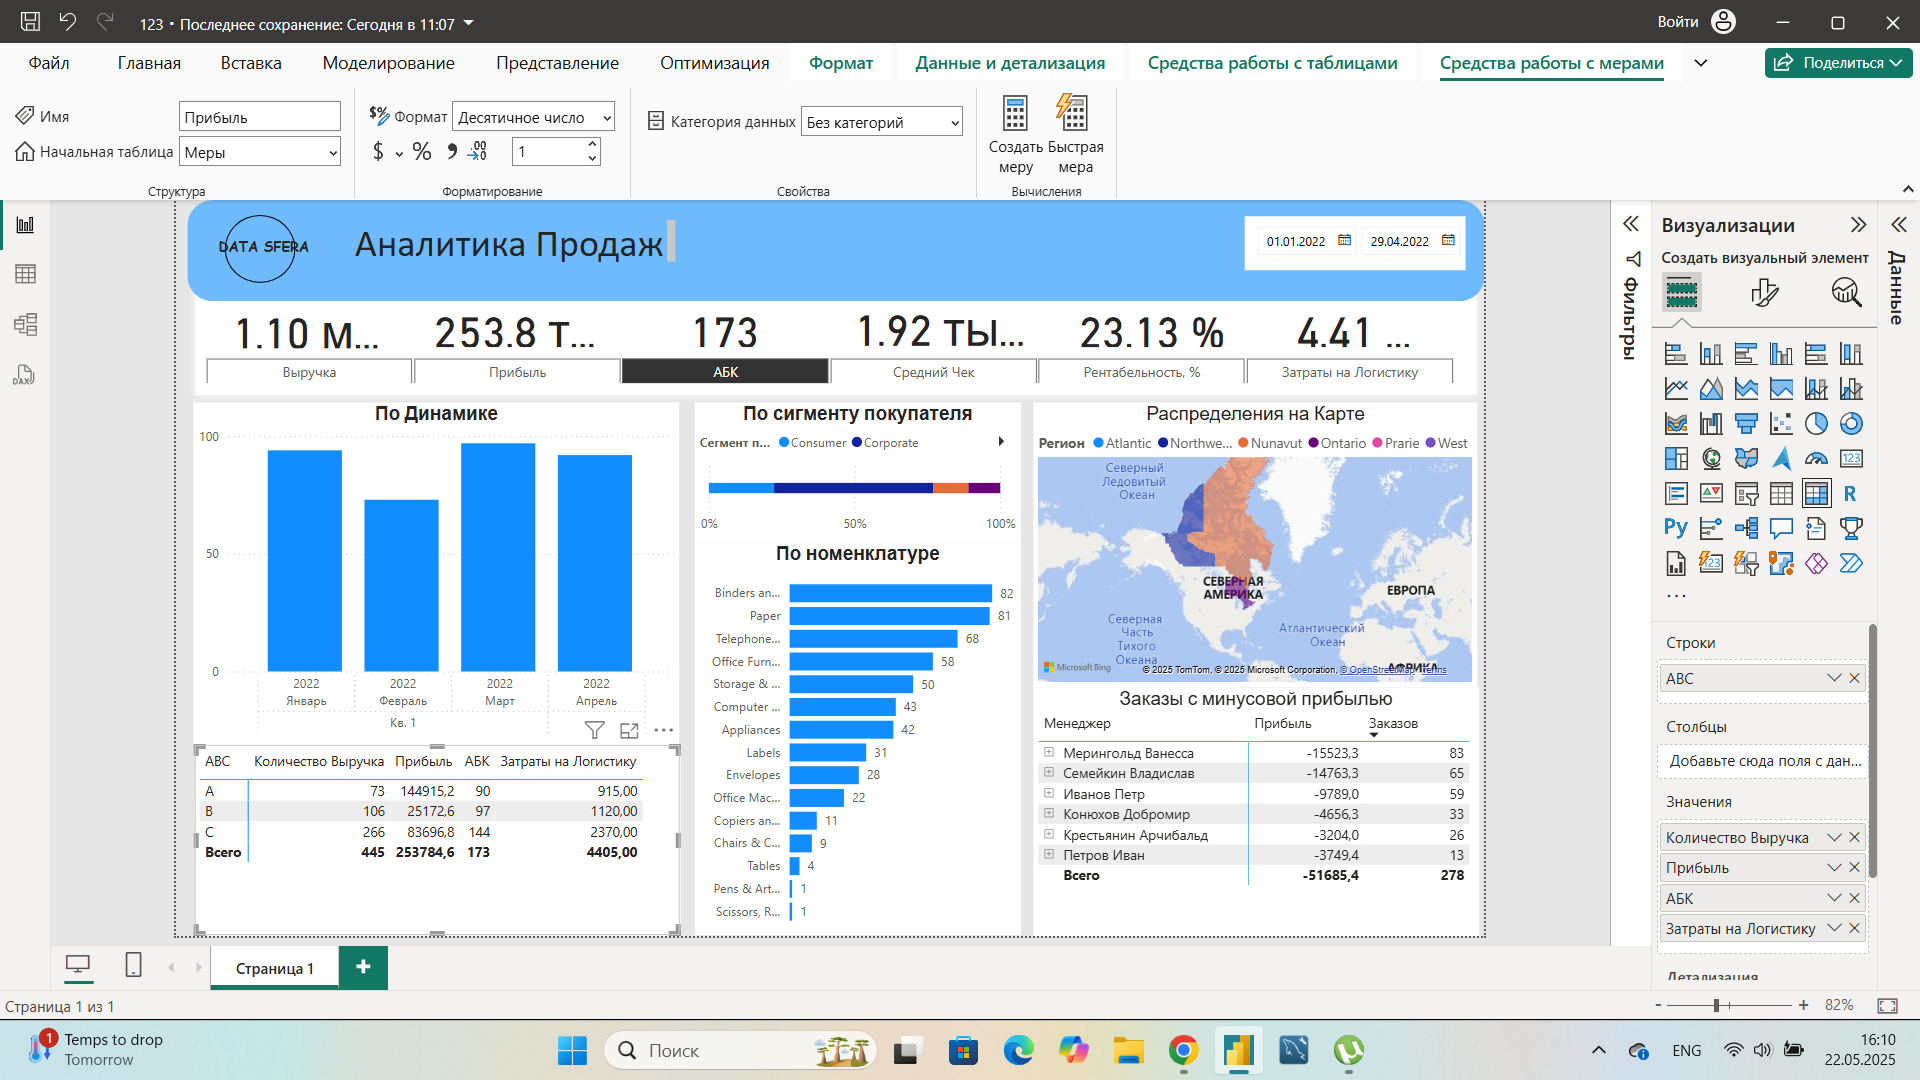 123 • Последнее сохранение: Сегодня в 11:07
Войти
Файл
Главная
Вставка
Моделирование
Представление
Оптимизация
Формат
Данные и детализация
Средства работы с таблицами
Средства работы с мерами
Поделиться
Имя
Прибыль
Начальная таблица
Меры
Структура
Формат
Десятичное число
$ % 9 .00 →.0
1
Форматирование
Категория данных
Без категорий
Свойства
Создать меру
Быстрая мера
Вычисления
DATA SFERA
Аналитика Продаж
01.01.2022
29.04.2022
1.10 м...
253.8 т...
173
1.92 ты...
23.13 %
4.41 ...
Выручка
Прибыль
АБК
Средний Чек
Рентабельность, %
Затраты на Логистику
По Динамике
100
50
0
2022 Январь
2022 Февраль
2022 Март
2022 Апрель
Кв. 1
ABC Количество Выручка Прибыль АБК Затраты на Логистику
A 73 144915,2 90 915,00
B 106 25172,6 97 1120,00
C 266 83696,8 144 2370,00
Всего 445 253784,6 173 4405,00
По сигменту покупателя
Сегмент п... Consumer Corporate
0% 50% 100%
По номенклатуре
Binders an... 82
Paper 81
Telephone... 68
Office Furn... 58
Storage & ... 50
Computer ... 43
Appliances 42
Labels 31
Envelopes 28
Office Mac... 22
Copiers an... 11
Chairs & C... 9
Tables 4
Pens & Art... 1
Scissors, R... 1
Распределения на Карте
Регион Atlantic Northwe... Nunavut Ontario Prarie West
Северный Ледовитый Океан
СЕВЕРНАЯ АМЕРИКА
ЕВРОПА
Северная Часть Тихого Океана
Атлантический Океан
АФРИКА
Microsoft Bing
© 2025 TomTom, © 2025 Microsoft Corporation, © OpenStreetMap Terms
Заказы с минусовой прибылью
Менеджер Прибыль Заказов
Мерингольд Ванесса -15523,3 83
Семейкин Владислав -14763,3 65
Иванов Петр -9789,0 59
Конюхов Добромир -4656,3 33
Крестьянин Арчибальд -3204,0 26
Петров Иван -3749,4 13
Всего -51685,4 278
Фильтры
Визуализации
Создать визуальный элемент
123
R
Py
123
...
Строки
ABC
Столбцы
Добавьте сюда поля с дан...
Значения
Количество Выручка
Прибыль
АБК
Затраты на Логистику
Детализация
Данные
DAX
Страница 1
+
Страница 1 из 1
- + 82%
1
Temps to drop
Tomorrow
Поиск
ENG
16:10
22.05.2025